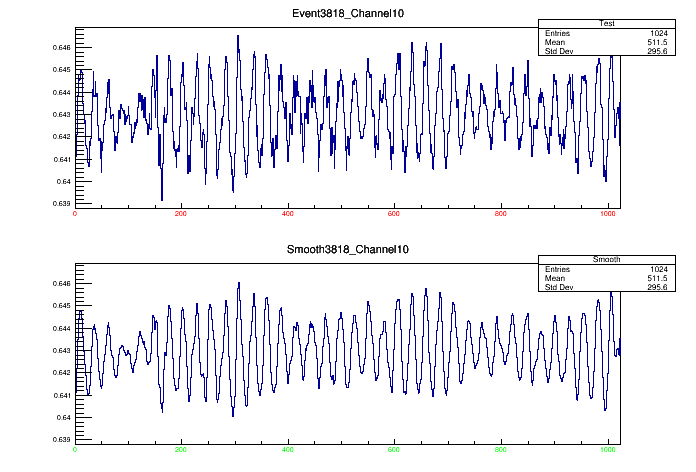 Event3818_Channel10
Test
Entries 1024
Mean 511.5
Std Dev 295.6
0.646
0.645
0.644
0.643
0.642
0.641
0.64
0.639
0 200 400 600 800 1000
Smooth3818_Channel10
Smooth
Entries 1024
Mean 511.5
Std Dev 295.6
0.646
0.645
0.644
0.643
0.642
0.641
0.64
0.639
0 200 400 600 800 1000